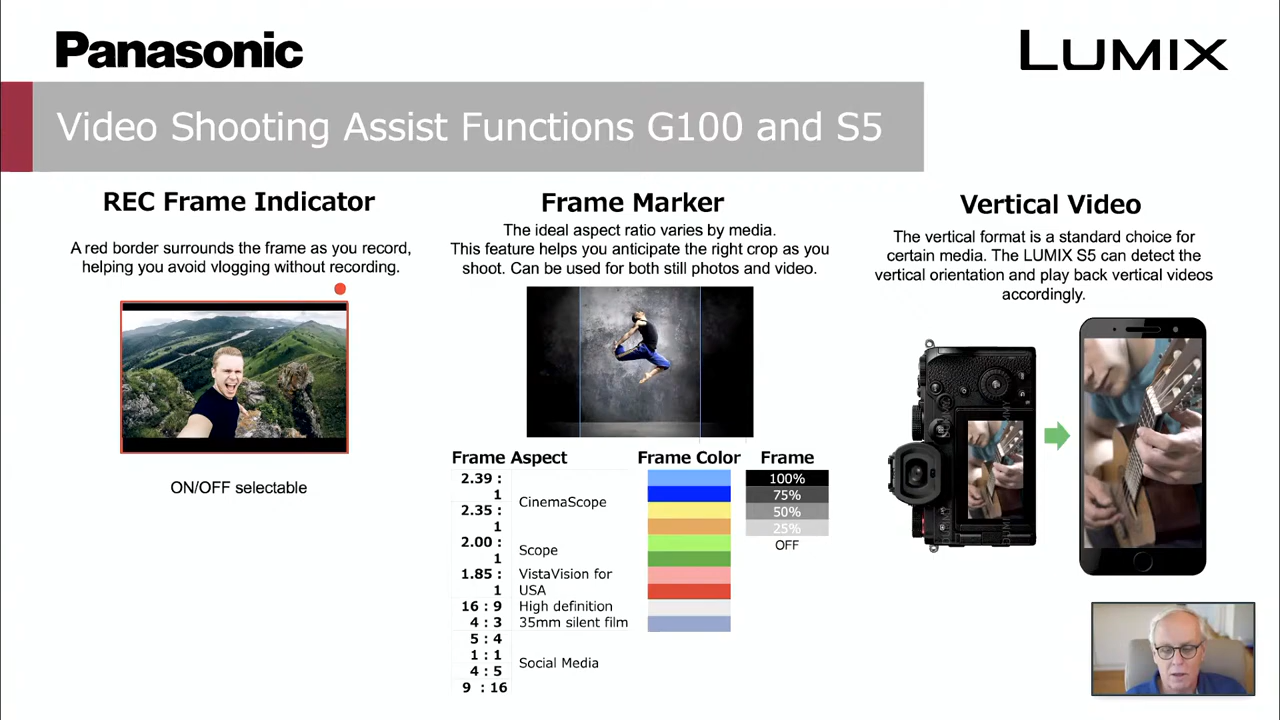 Panasonic
LUMIX
Video Shooting Assist Functions G100 and S5
REC Frame Indicator
A red border surrounds the frame as you record,
helping you avoid vlogging without recording.
ON/OFF selectable
Frame Marker
The ideal aspect ratio varies by media.
This feature helps you anticipate the right crop as you
shoot. Can be used for both still photos and video.
Frame Aspect
Frame Color
Frame
2.39 :
1
CinemaScope
2.35 :
1
2.00 :
1
Scope
1.85 :
1
VistaVision for
USA
16 : 9
High definition
4 : 3
35mm silent film
5 : 4
1 : 1
4 : 5
9 : 16
Social Media
100%
75%
50%
25%
OFF
Vertical Video
The vertical format is a standard choice for
certain media. The LUMIX S5 can detect the
vertical orientation and play back vertical videos
accordingly.